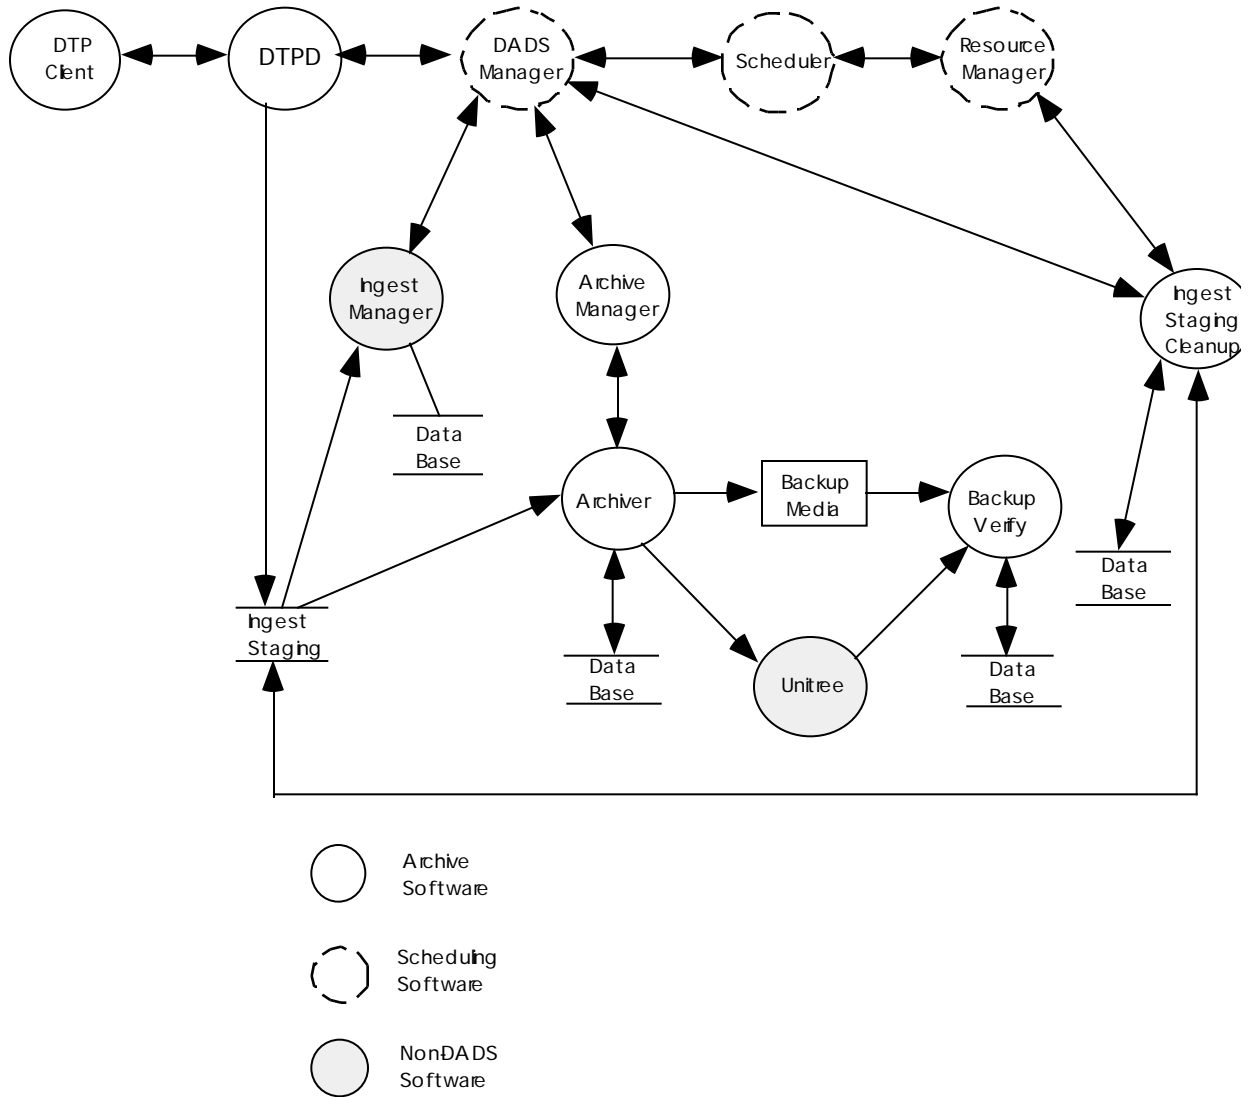 DTP
Client
DTPD
DADS
Manager
Scheduler
Resource
Manager
Ingest
Manager
Archive
Manager
Ingest
Staging
Cleanup
Data
Base
Archiver
Backup
Media
Backup
Verify
Data
Base
Ingest
Staging
Data
Base
Unitree
Data
Base
Archive
Software
Scheduling
Software
Non-DADS
Software